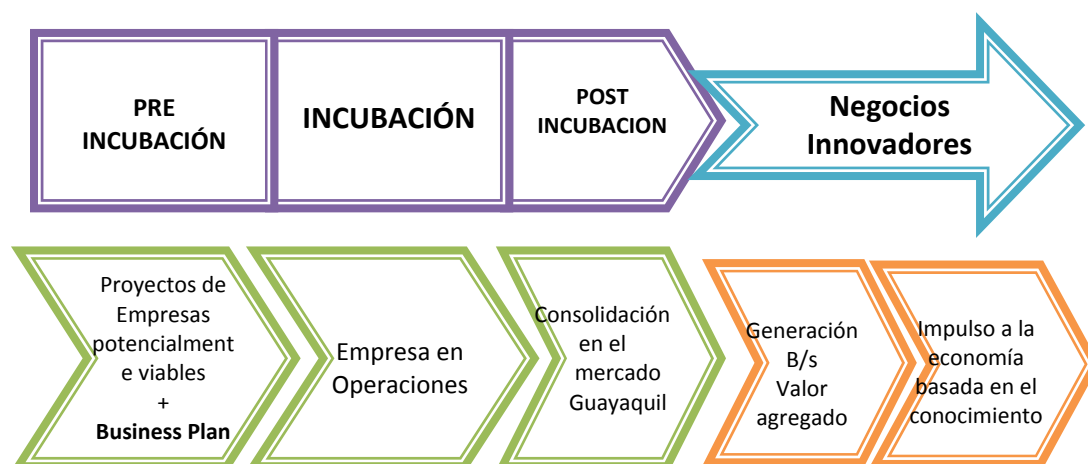 PRE
INCUBACIÓN
INCUBACIÓN
POST
INCUBACION
Negocios
Innovadores
Proyectos de
Empresas
potencialment
e viables
+
Business Plan
Empresa en
Operaciones
Consolidación
en el
mercado
Guayaquil
Generación
B/s
Valor
agregado
Impulso a la
economía
basada en el
conocimiento